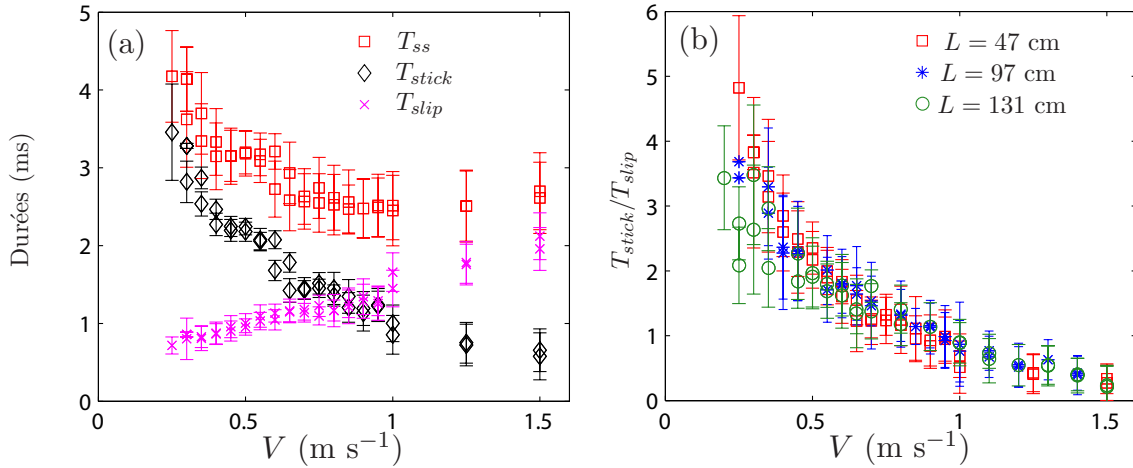 (a)
T_ss
T_stick
T_slip
Durées (ms)
5
4
3
2
1
0
0 0.5 1 1.5
V (m s⁻¹)
(b)
L = 47 cm
L = 97 cm
L = 131 cm
T_stick/T_slip
6
5
4
3
2
1
0
0 0.5 1 1.5
V (m s⁻¹)